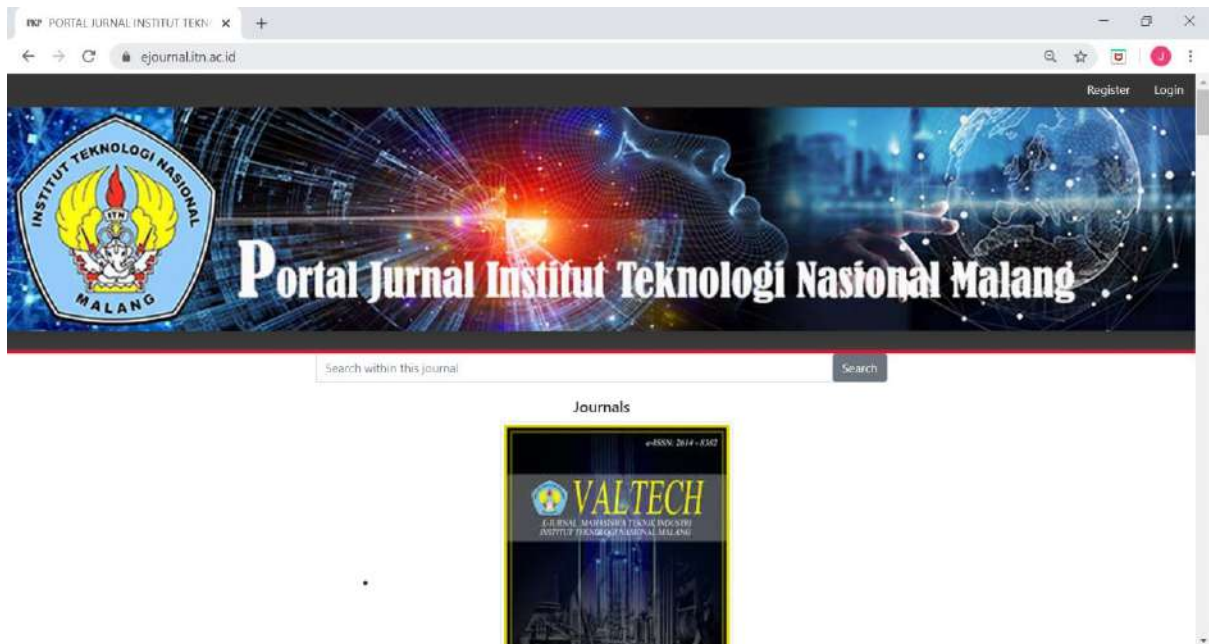 PKP PORTAL JURNAL INSTITUT TEKN
ejournal.itn.ac.id
J
Register Login
INSTITUT TEKNOLOGI NASIONAL
ITN
MALANG
Portal Jurnal Institut Teknologi Nasional Malang
Search within this journal
Search
Journals
e-ISSN: 2614 - 8382
VALTECH
E-JURNAL MAHASISWA TEKNIK INDUSTRI
INSTITUT TEKNOLOGI NASIONAL MALANG